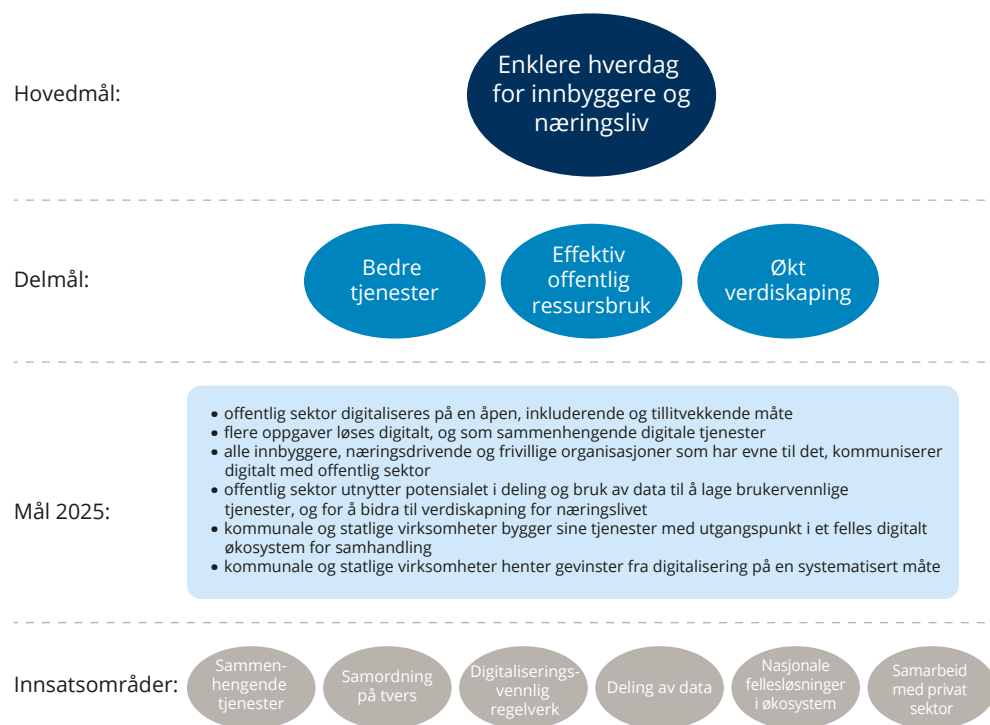 Hovedmål:
Enklere hverdag
for innbyggere og
næringsliv
Delmål:
Bedre
tjenester
Effektiv
offentlig
ressursbruk
Økt
verdiskaping
Mål 2025:
• offentlig sektor digitaliseres på en åpen, inkluderende og tillitvekkende måte
• flere oppgaver løses digitalt, og som sammenhengende digitale tjenester
• alle innbyggere, næringsdrivende og frivillige organisasjoner som har evne til det, kommuniserer
digitalt med offentlig sektor
• offentlig sektor utnytter potensialet i deling og bruk av data til å lage brukervennlige
tjenester, og for å bidra til verdiskapning for næringslivet
• kommunale og statlige virksomheter bygger sine tjenester med utgangspunkt i et felles digitalt
økosystem for samhandling
• kommunale og statlige virksomheter henter gevinster fra digitalisering på en systematisert måte
Innsatsområder:
Sammen-
hengende
tjenester
Samordning
på tvers
Digitaliserings-
vennlig
regelverk
Deling av data
Nasjonale
fellesløsninger
i økosystem
Samarbeid
med privat
sektor